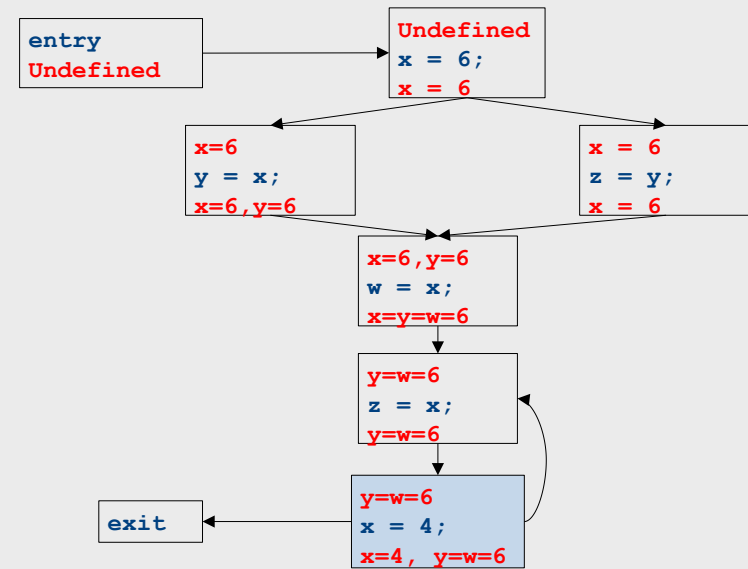 entry
Undefined
Undefined
x = 6;
x = 6
x=6
y = x;
x=6,y=6
x = 6
z = y;
x = 6
x=6,y=6
w = x;
x=y=w=6
y=w=6
z = x;
y=w=6
y=w=6
x = 4;
x=4, y=w=6
exit